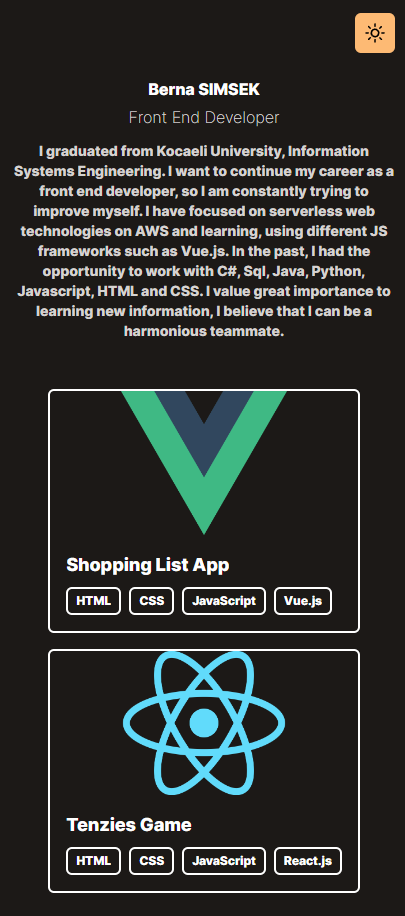 Berna SIMSEK
Front End Developer
I graduated from Kocaeli University, Information
Systems Engineering. I want to continue my career as a
front end developer, so I am constantly trying to
improve myself. I have focused on serverless web
technologies on AWS and learning, using different JS
frameworks such as Vue.js. In the past, I had the
opportunity to work with C#, Sql, Java, Python,
Javascript, HTML and CSS. I value great importance to
learning new information, I believe that I can be a
harmonious teammate.
Shopping List App
HTML CSS JavaScript Vue.js
Tenzies Game
HTML CSS JavaScript React.js